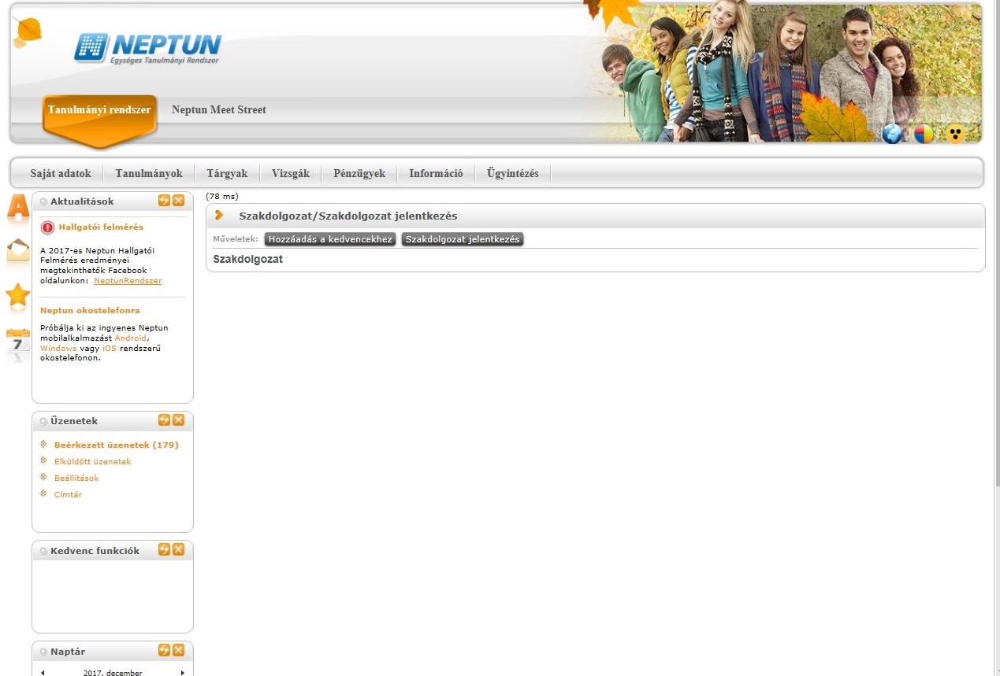 NEPTUN
Egységes Tanulmányi Rendszer
Tanulmányi rendszer
Neptun Meet Street
Saját adatok
Tanulmányok
Tárgyak
Vizsgák
Pénzügyek
Információ
Ügyintézés
A
7
Aktualitások
Hallgatói felmérés
A 2017-es Neptun Hallgatói
Felmérés eredményei
megtekinthetők Facebook
oldalunkon: NeptunRendszer
Neptun okostelefonra
Próbálja ki az ingyenes Neptun
mobilalkalmazást Android,
Windows vagy iOS rendszerű
okostelefonon.
Üzenetek
Beérkezett üzenetek (179)
Elküldött üzenetek
Beállítások
Címtár
Kedvenc funkciók
Naptár
2017. december
(78 ms)
Szakdolgozat/Szakdolgozat jelentkezés
Műveletek: Hozzáadás a kedvencekhez Szakdolgozat jelentkezés
Szakdolgozat